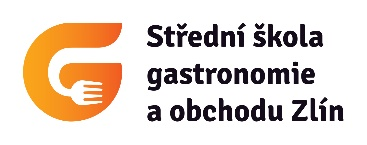 Střední škola
gastronomie
a obchodu Zlín